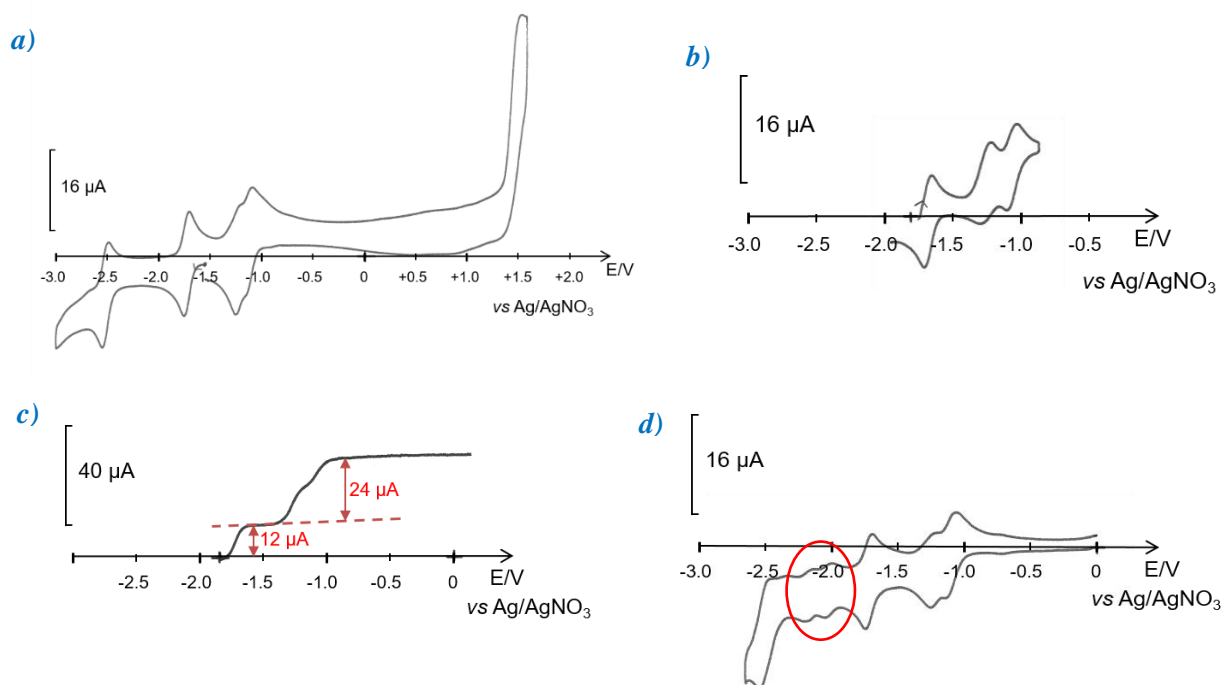 a)
16 µA
-3.0 -2.5 -2.0 -1.5 -1.0 -0.5 0 +0.5 +1.0 +1.5 +2.0 E/V
vs Ag/AgNO3
b)
16 µA
-3.0 -2.5 -2.0 -1.5 -1.0 -0.5 E/V
vs Ag/AgNO3
c)
40 µA
24 µA
12 µA
-2.5 -2.0 -1.5 -1.0 -0.5 0 E/V
vs Ag/AgNO3
d)
16 µA
-3.0 -2.5 -2.0 -1.5 -1.0 -0.5 0 E/V
vs Ag/AgNO3